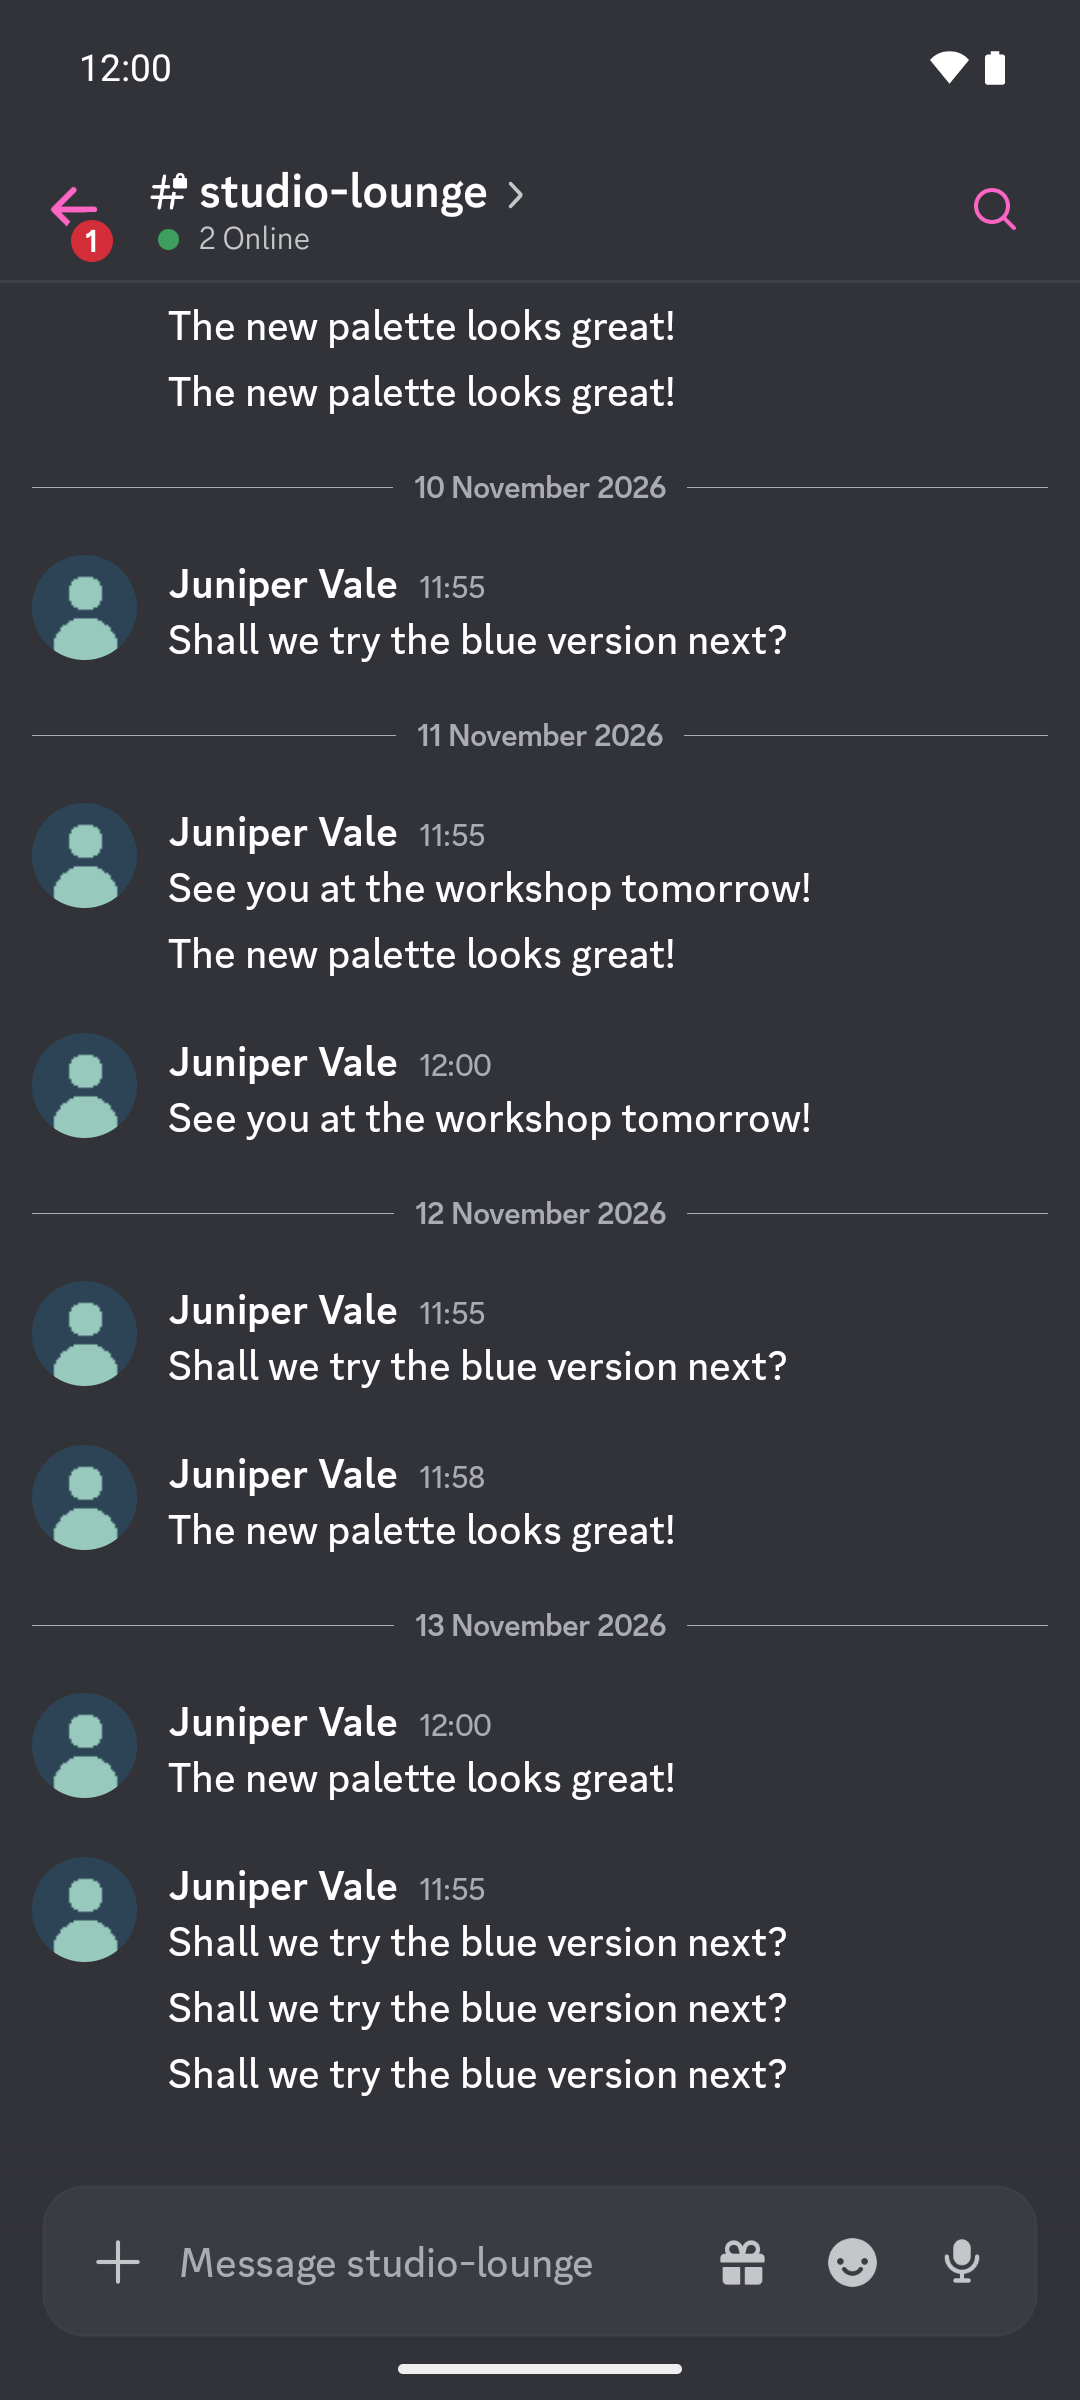 12:00
studio-lounge
1
2 Online
The new palette looks great!
The new palette looks great!
10 November 2026
Juniper Vale 11:55
Shall we try the blue version next?
11 November 2026
Juniper Vale 11:55
See you at the workshop tomorrow!
The new palette looks great!
Juniper Vale 12:00
See you at the workshop tomorrow!
12 November 2026
Juniper Vale 11:55
Shall we try the blue version next?
Juniper Vale 11:58
The new palette looks great!
13 November 2026
Juniper Vale 12:00
The new palette looks great!
Juniper Vale 11:55
Shall we try the blue version next?
Shall we try the blue version next?
Shall we try the blue version next?
Message studio-lounge